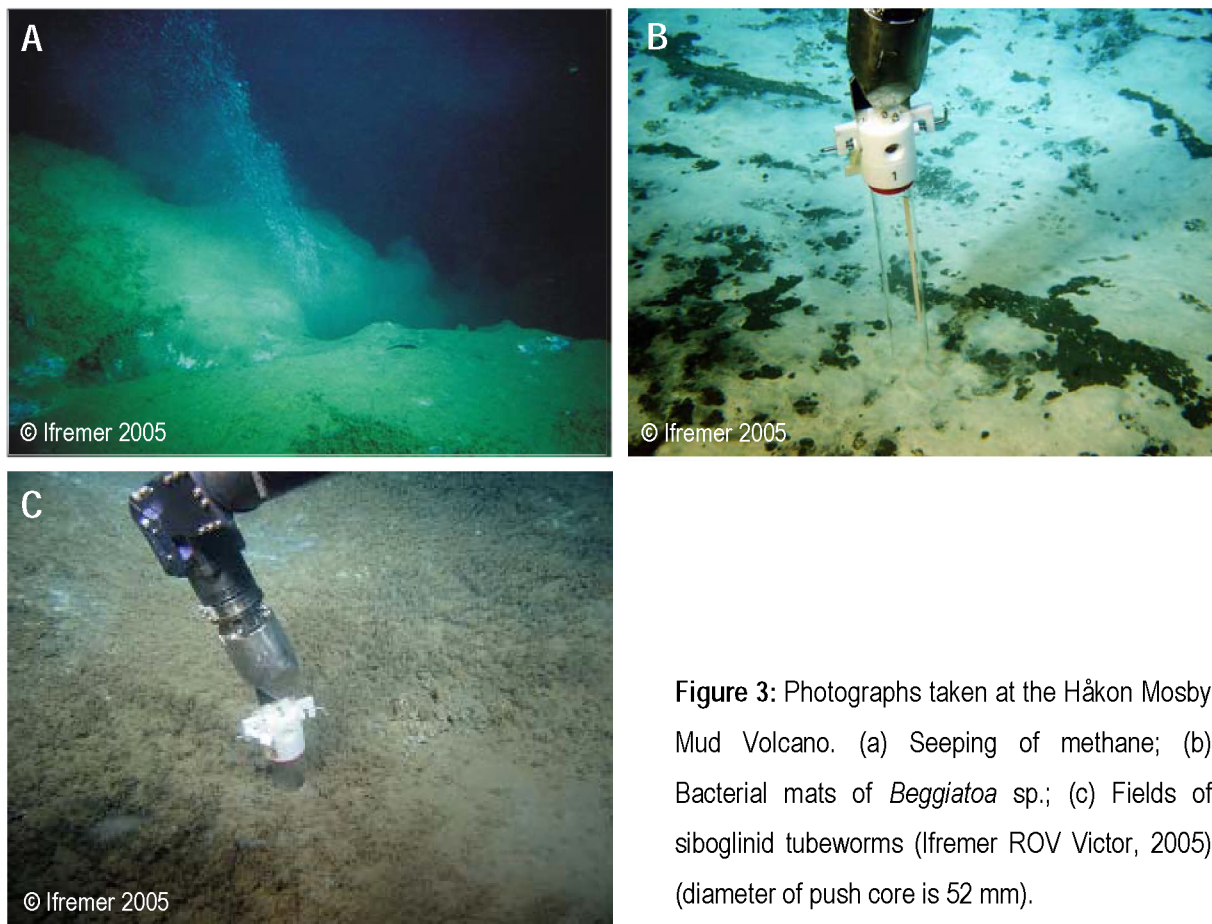 A
© Ifremer 2005
B
1
© Ifremer 2005
C
© Ifremer 2005
Figure 3: Photographs taken at the Håkon Mosby
Mud Volcano. (a) Seeping of methane; (b)
Bacterial mats of Beggiatoa sp.; (c) Fields of
siboglinid tubeworms (Ifremer ROV Victor, 2005)
(diameter of push core is 52 mm).